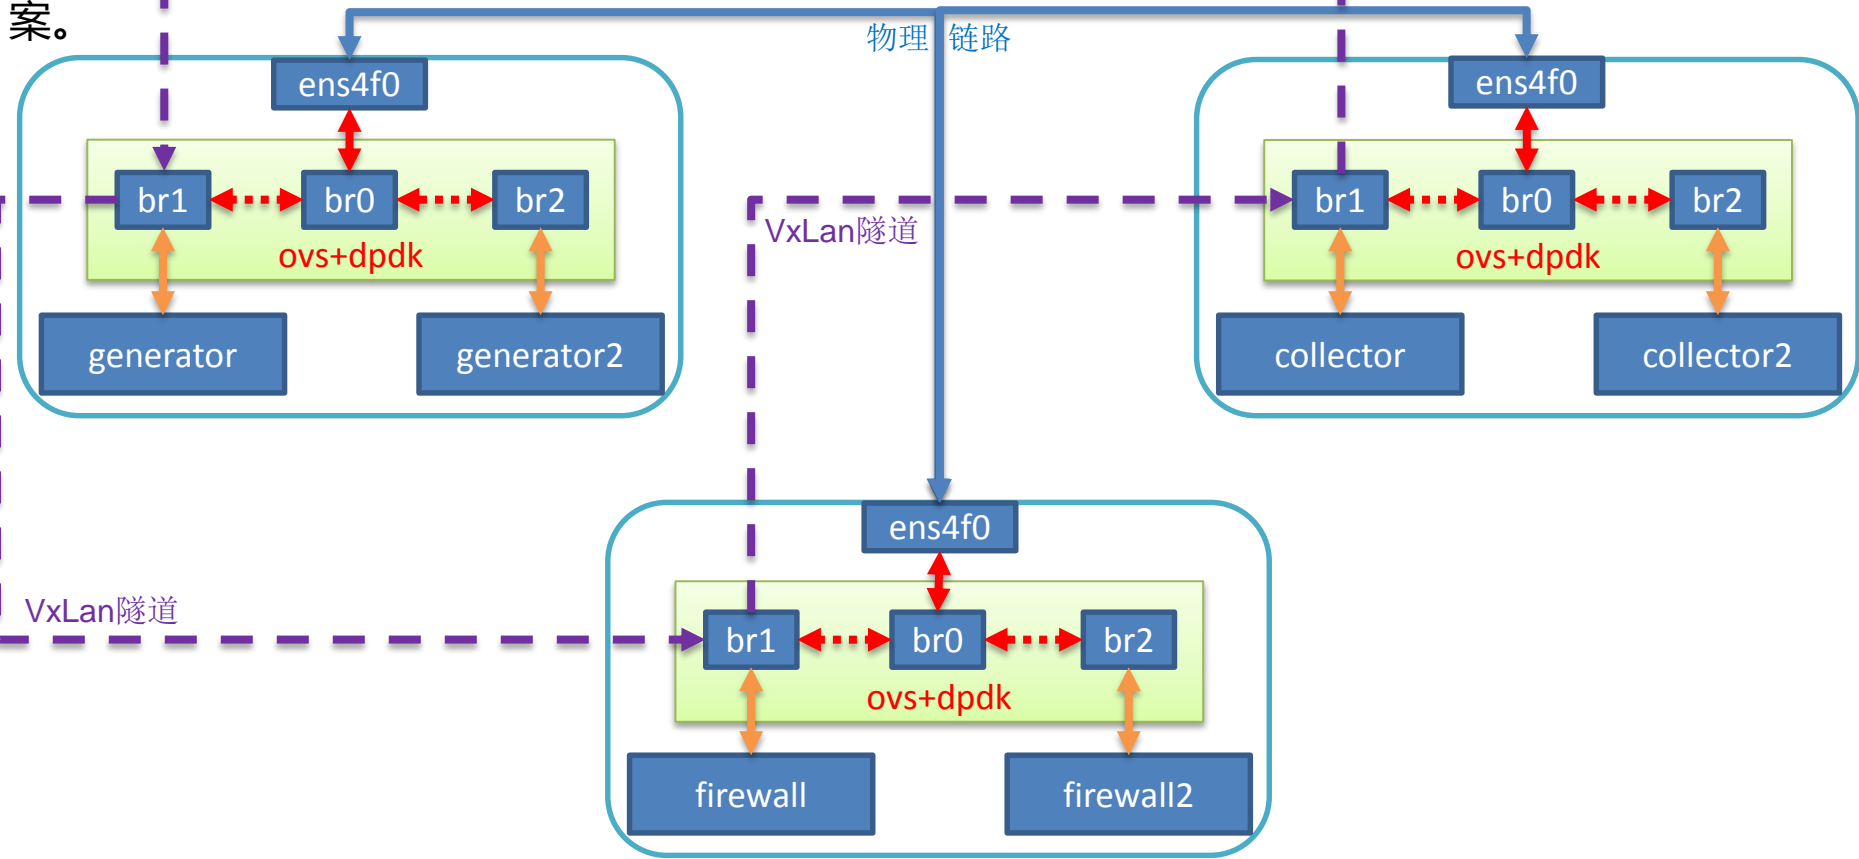 案。
物理 链路
ens4f0
ens4f0
br1
br0
br2
ovs+dpdk
br1
br0
br2
ovs+dpdk
VxLan隧道
generator
generator2
collector
collector2
ens4f0
VxLan隧道
br1
br0
br2
ovs+dpdk
firewall
firewall2